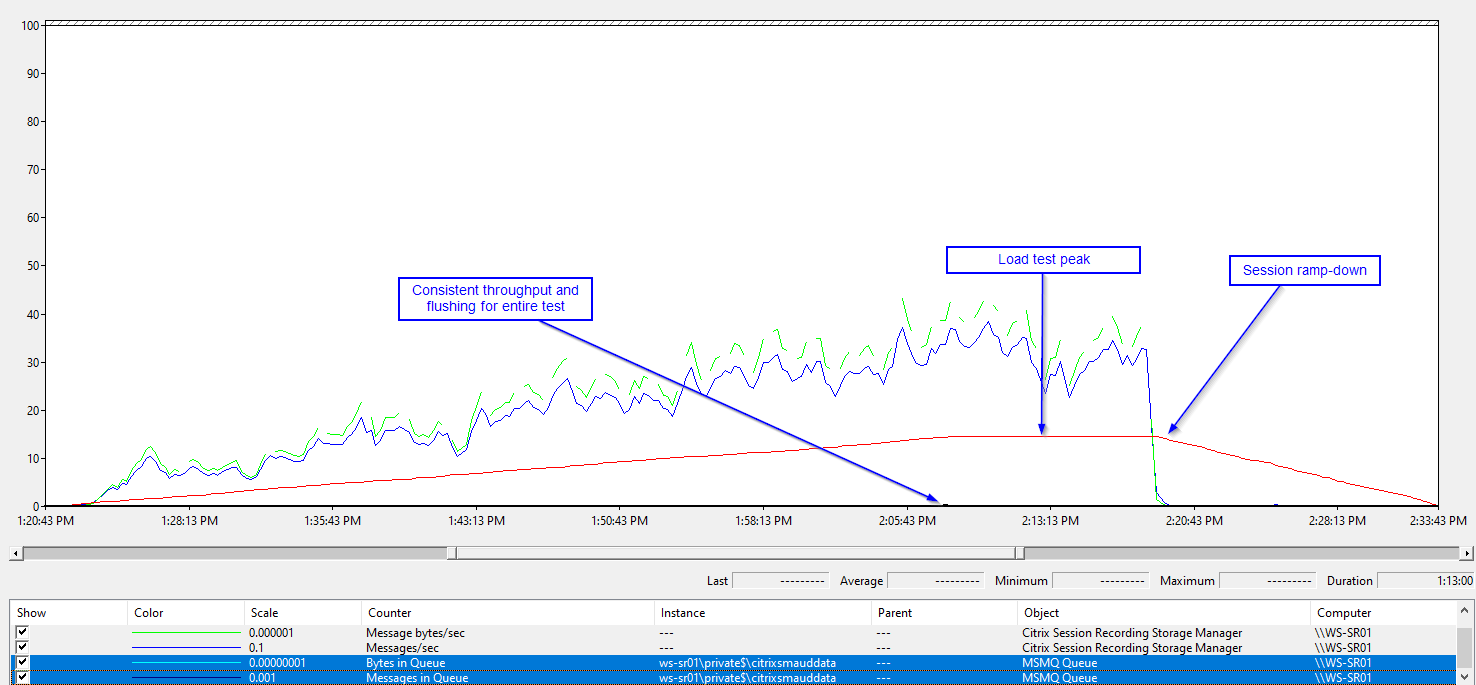 100
90
80
70
60
50
40
30
20
10
0
Consistent throughput and
flushing for entire test
Load test peak
Session ramp-down
1:20:43 PM 1:28:13 PM 1:35:43 PM 1:43:13 PM 1:50:43 PM 1:58:13 PM 2:05:43 PM 2:13:13 PM 2:20:43 PM 2:28:13 PM 2:33:43 PM
Last --------- Average --------- Minimum --------- Maximum --------- Duration 1:13:00
Show Color Scale Counter Instance Parent Object Computer
0.000001 Message bytes/sec --- --- Citrix Session Recording Storage Manager \\WS-SR01
0.1 Messages/sec --- --- Citrix Session Recording Storage Manager \\WS-SR01
0.00000001 Bytes in Queue ws-sr01\private$\citrixsmauddata --- MSMQ Queue \\WS-SR01
0.001 Messages in Queue ws-sr01\private$\citrixsmauddata --- MSMQ Queue \\WS-SR01